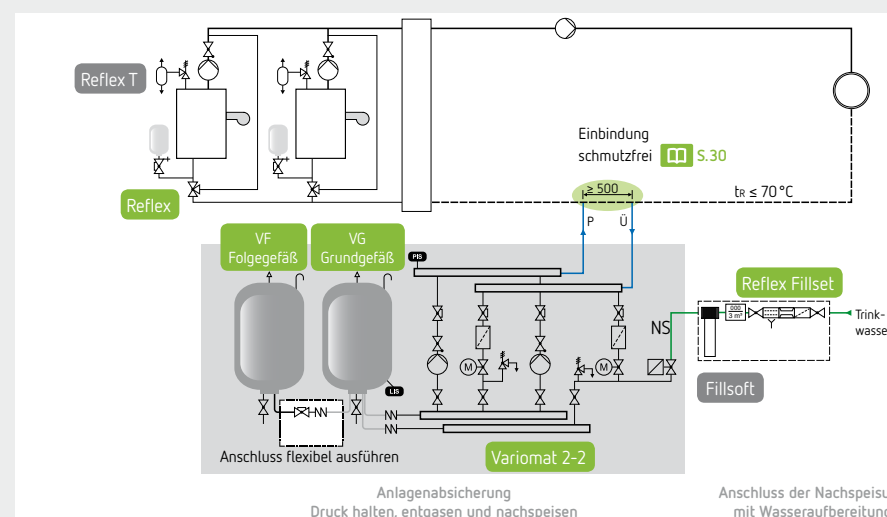 Reflex T
Einbindung
schmutzfrei S.30
≥ 500
tR ≤ 70°C
Reflex
P Ü
VF
Folgegefäß
VG
Grundgefäß
PIS
Reflex Fillset
000
3 m³
Trink-
wasse
NS
M
M
LIS
Fillsoft
Anschluss flexibel ausführen
Variomat 2-2
Anlagenabsicherung
Druck halten, entgasen und nachspeisen
Anschluss der Nachspeisu
mit Wasseraufbereitung